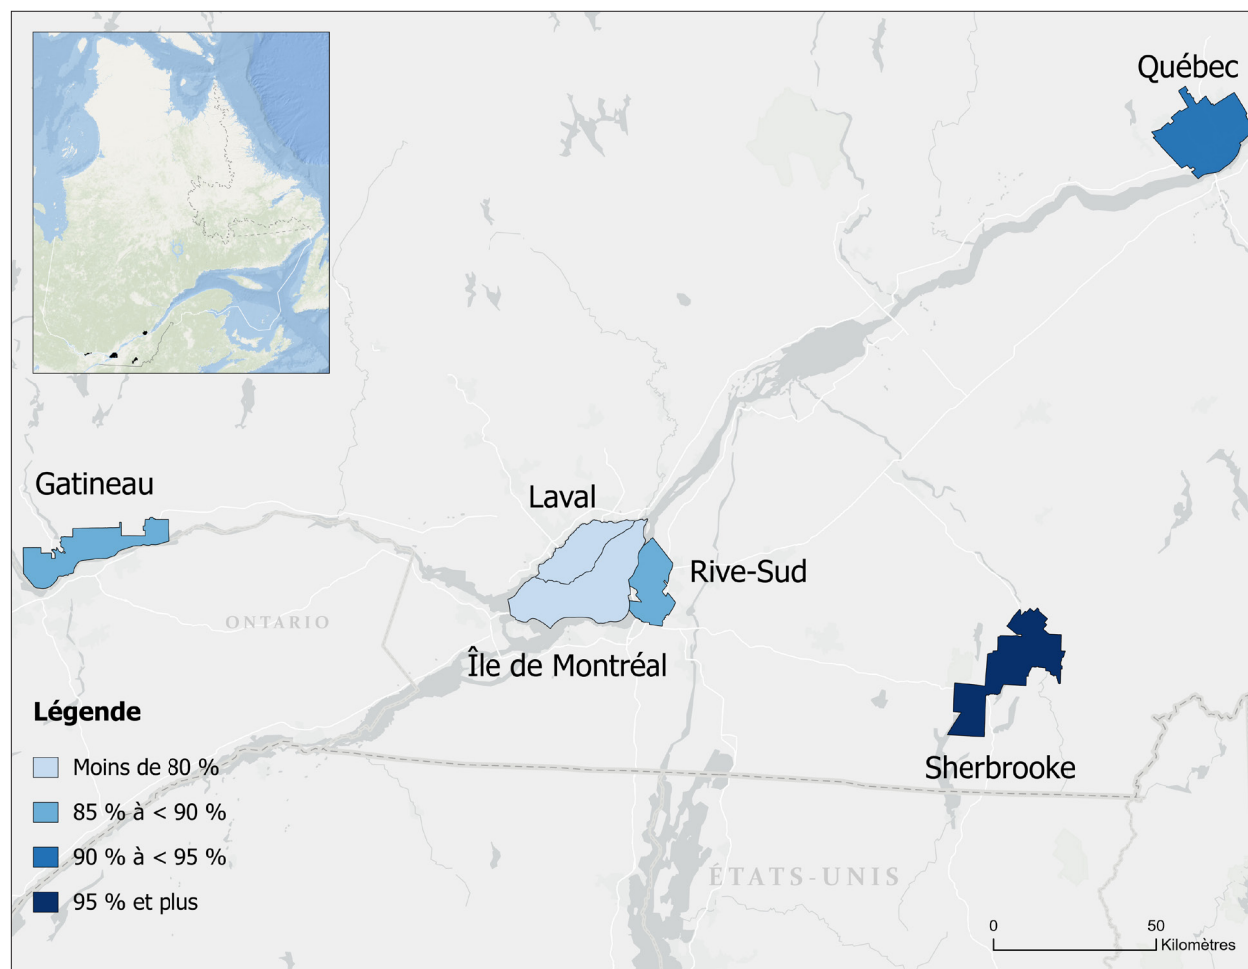 Québec
Gatineau
Laval
Rive-Sud
ONTARIO
Île de Montréal
Sherbrooke
Légende
Moins de 80 %
85 % à < 90 %
90 % à < 95 %
95 % et plus
ÉTATS-UNIS
0 50
Kilomètres